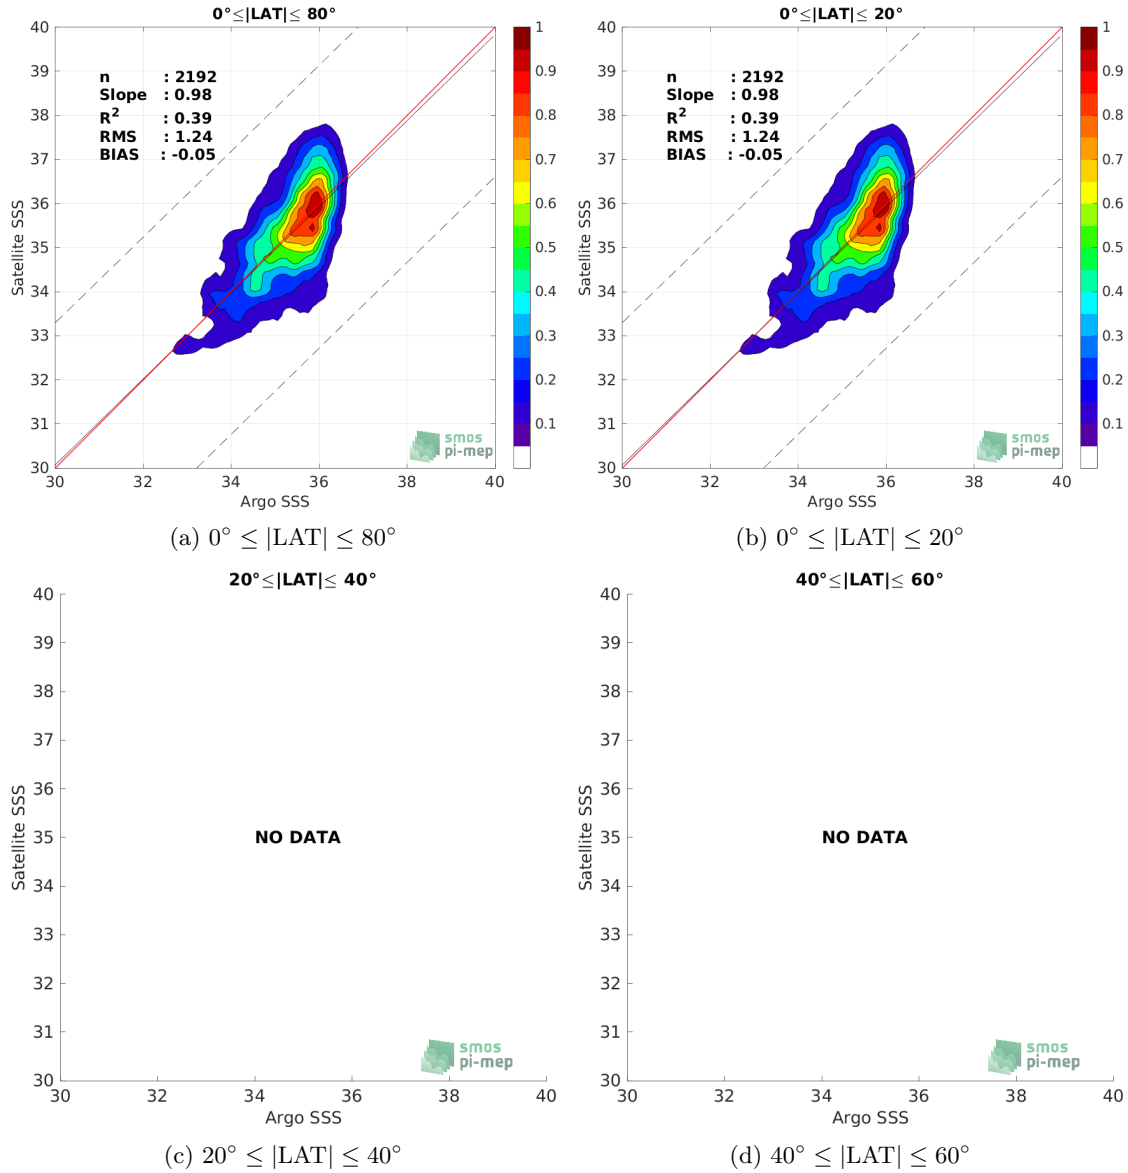 0°≤|LAT|≤ 80°
40
39
38
37
36
35
34
33
32
31
30
30
32
34
36
38
40
Satellite SSS
Argo SSS
n : 2192
Slope : 0.98
R² : 0.39
RMS : 1.24
BIAS : -0.05
1
0.9
0.8
0.7
0.6
0.5
0.4
0.3
0.2
0.1
smos
pi-mep
(a) 0° ≤ |LAT| ≤ 80°
0°≤|LAT|≤ 20°
40
39
38
37
36
35
34
33
32
31
30
30
32
34
36
38
40
Satellite SSS
Argo SSS
n : 2192
Slope : 0.98
R² : 0.39
RMS : 1.24
BIAS : -0.05
1
0.9
0.8
0.7
0.6
0.5
0.4
0.3
0.2
0.1
smos
pi-mep
(b) 0° ≤ |LAT| ≤ 20°
20°≤|LAT|≤ 40°
40
39
38
37
36
35
34
33
32
31
30
30
32
34
36
38
40
Satellite SSS
Argo SSS
NO DATA
smos
pi-mep
(c) 20° ≤ |LAT| ≤ 40°
40°≤|LAT|≤ 60°
40
39
38
37
36
35
34
33
32
31
30
30
32
34
36
38
40
Satellite SSS
Argo SSS
NO DATA
smos
pi-mep
(d) 40° ≤ |LAT| ≤ 60°